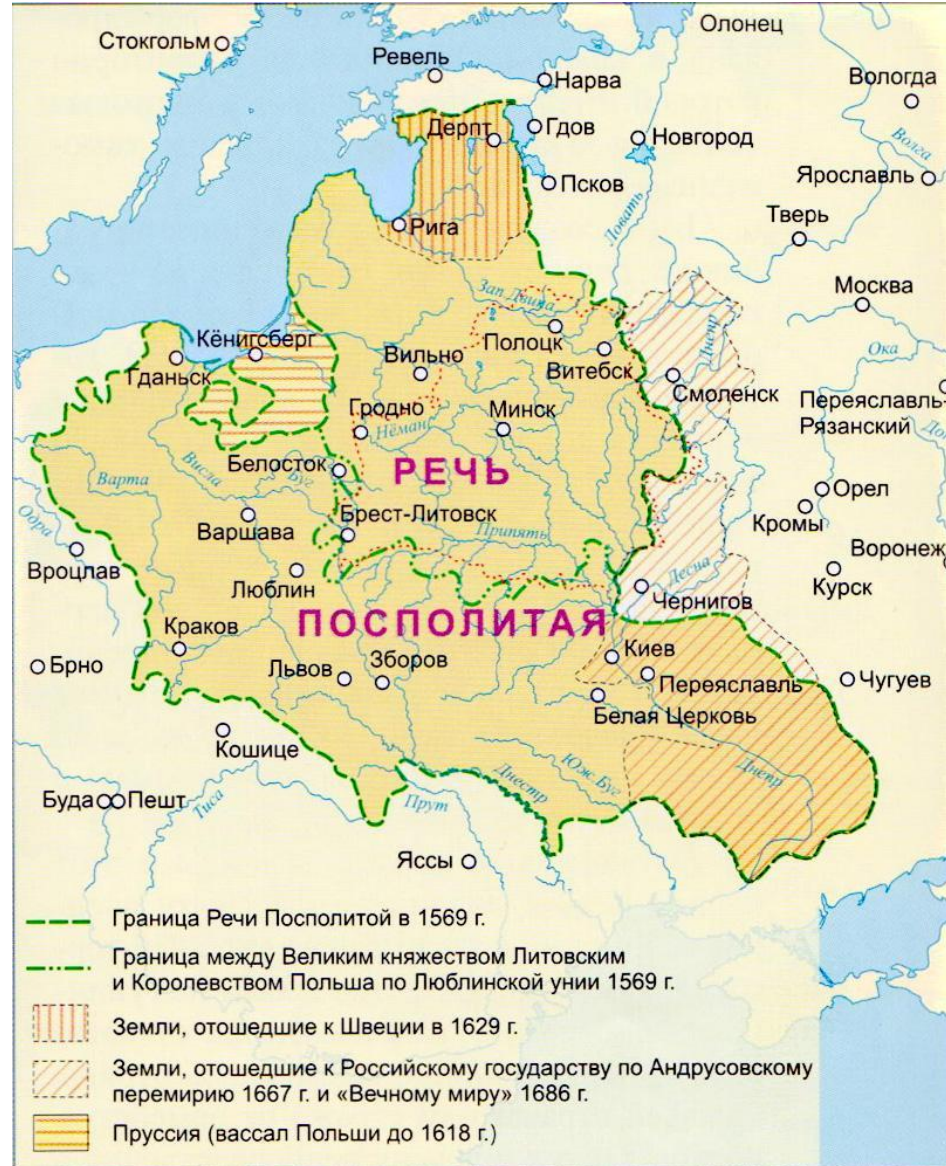 Олонец
Стокгольм
Ревель
Нарва
Вологда
Дерпт
Гдов
Новгород
Волга
Псков
Ярославль
Рига
Ловать
Тверь
Зап Двина
Москва
Кёнигсберг
Полоцк
Днепр
Гданьск
Вильно
Витебск
Ока
Смоленск
Гродно
Минск
Переяславль-
Рязанский
Нёман
До
Белосток
РЕЧЬ
Варта
Висла
Буг
Орел
Одра
Варшава
Брест-Литовск
Припять
Кромы
Воронеж
Вроцлав
Люблин
Десна
Курск
Чернигов
ПОСПОЛИТАЯ
Краков
Киев
Брно
Львов
Зборов
Переяславль
Чугуев
Белая Церковь
Кошице
Днестр
Юж Буг
Днепр
Буда
Пешт
Тиса
Прут
Яссы
Граница Речи Посполитой в 1569 г.
Граница между Великим княжеством Литовским
и Королевством Польша по Люблинской унии 1569 г.
Земли, отошедшие к Швеции в 1629 г.
Земли, отошедшие к Российскому государству по Андрусовскому
перемирию 1667 г. и «Вечному миру» 1686 г.
Пруссия (вассал Польши до 1618 г.)